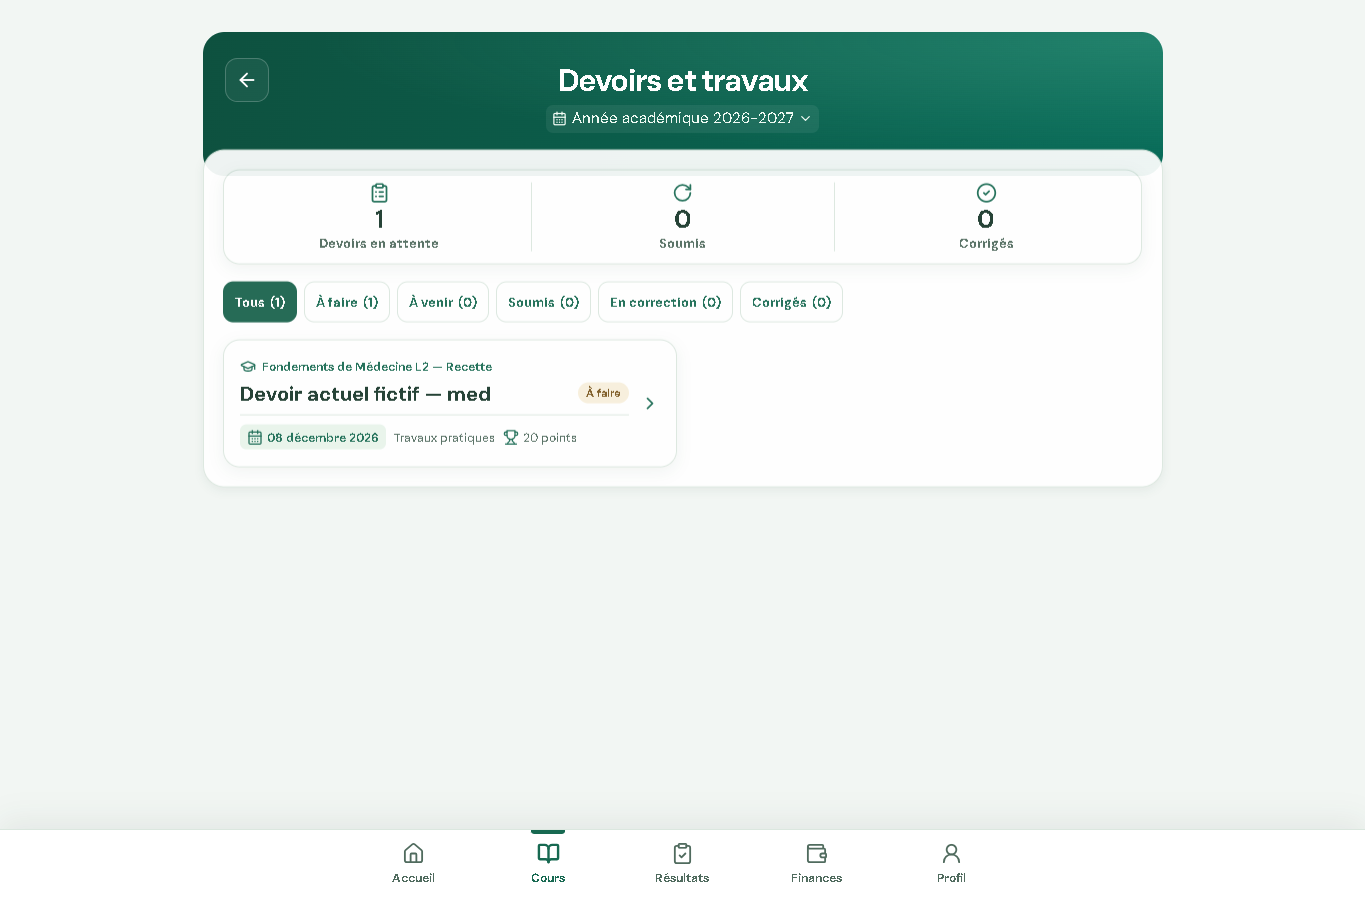 Devoirs et travaux
Année académique 2026-2027
1
Devoirs en attente
0
Soumis
0
Corrigés
Tous (1)
À faire (1)
À venir (0)
Soumis (0)
En correction (0)
Corrigés (0)
Fondements de Médecine L2 — Recette
Devoir actuel fictif — med
À faire
08 décembre 2026
Travaux pratiques
20 points
Accueil
Cours
Résultats
Finances
Profil